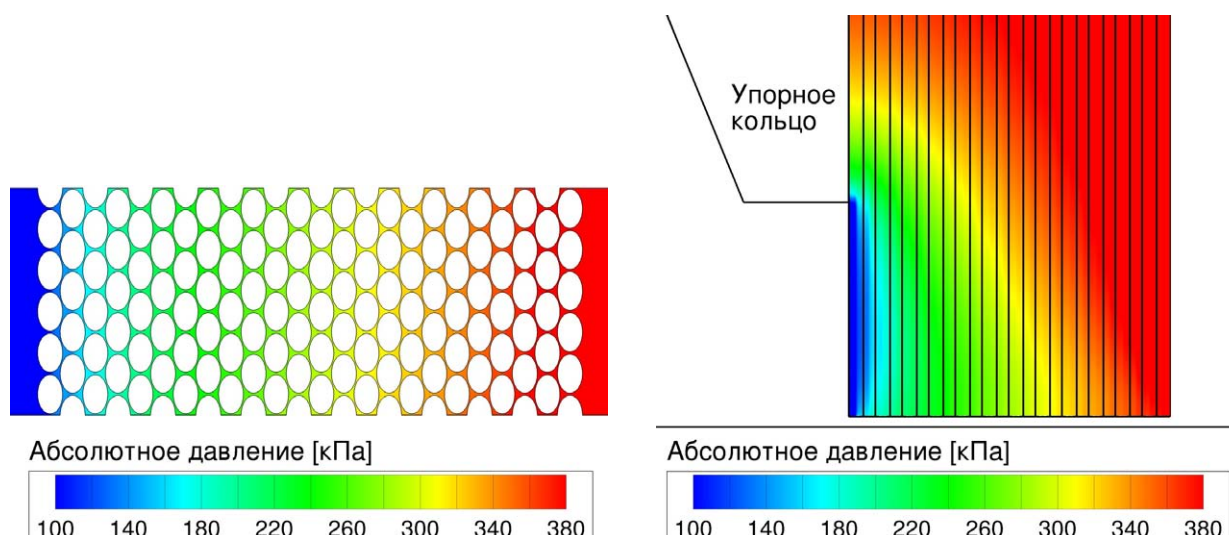 Упорное
кольцо
Абсолютное давление [кПа]
100 140 180 220 260 300 340 380
Абсолютное давление [кПа]
100 140 180 220 260 300 340 380